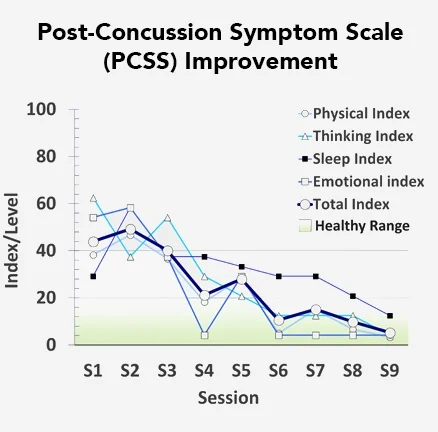 Post-Concussion Symptom Scale
(PCSS) Improvement
100
80
60
40
20
0
Index/Level
Physical Index
Thinking Index
Sleep Index
Emotional index
Total Index
Healthy Range
S1 S2 S3 S4 S5 S6 S7 S8 S9
Session